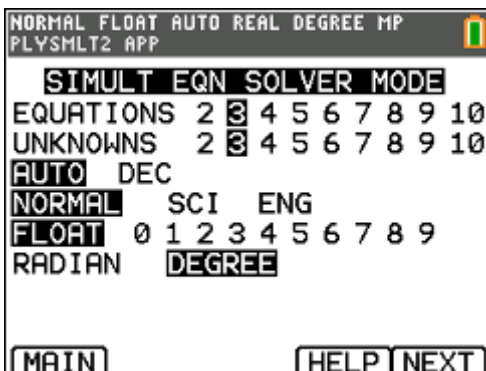 NORMAL FLOAT AUTO REAL DEGREE MP
PLYSMLT2 APP
SIMULT EQN SOLVER MODE
EQUATIONS 2 3 4 5 6 7 8 9 10
UNKNOWNS 2 3 4 5 6 7 8 9 10
AUTO DEC
NORMAL SCI ENG
FLOAT 0 1 2 3 4 5 6 7 8 9
RADIAN DEGREE
MAIN HELP NEXT